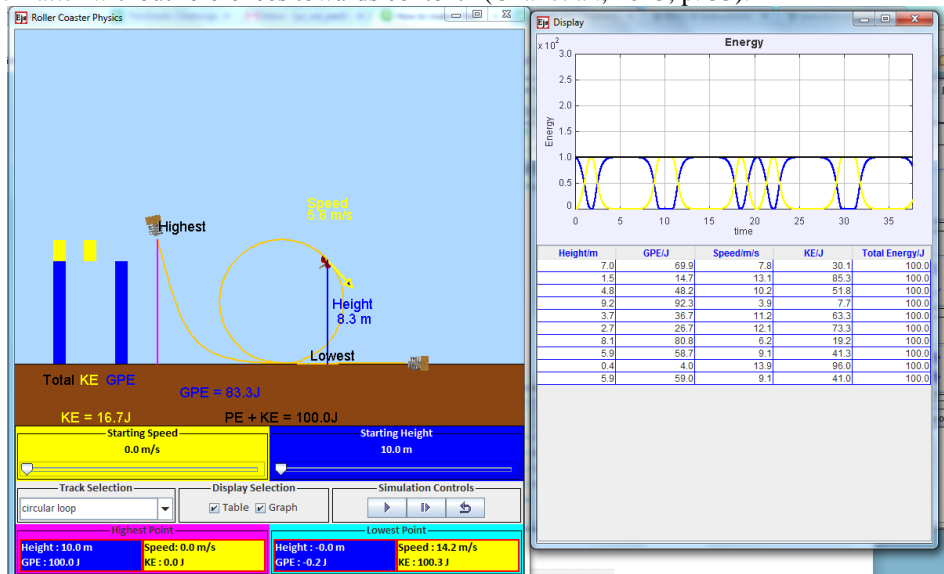 Roller Coaster Physics
Speed
5.8 m/s
Highest
Height
8.3 m
Lowest
Total KE GPE
GPE = 83.3J
KE = 16.7J
PE + KE = 100.0J
Starting Speed
0.0 m/s
Starting Height
10.0 m
Track Selection
circular loop
Display Selection
Table
Graph
Simulation Controls
Highest Point
Height : 10.0 m
GPE : 100.0 J
Speed: 0.0 m/s
KE : 0.0 J
Lowest Point
Height : -0.0 m
GPE : -0.2 J
Speed : 14.2 m/s
KE : 100.3 J
Display
Energy
x 10^2
3.0
2.5
2.0
1.5
1.0
0.5
0
Energy
0 5 10 15 20 25 30 35
time
Height/m GPE/J Speed/m/s KE/J Total Energy/J
7.0 69.9 7.8 30.1 100.0
1.5 14.7 13.1 85.3 100.0
4.8 48.2 10.2 51.8 100.0
9.2 92.3 3.9 7.7 100.0
3.7 36.7 11.2 63.3 100.0
2.7 26.7 12.1 73.3 100.0
8.1 80.8 6.2 19.2 100.0
5.9 58.7 9.1 41.3 100.0
0.4 4.0 13.9 96.0 100.0
5.9 59.0 9.1 41.0 100.0